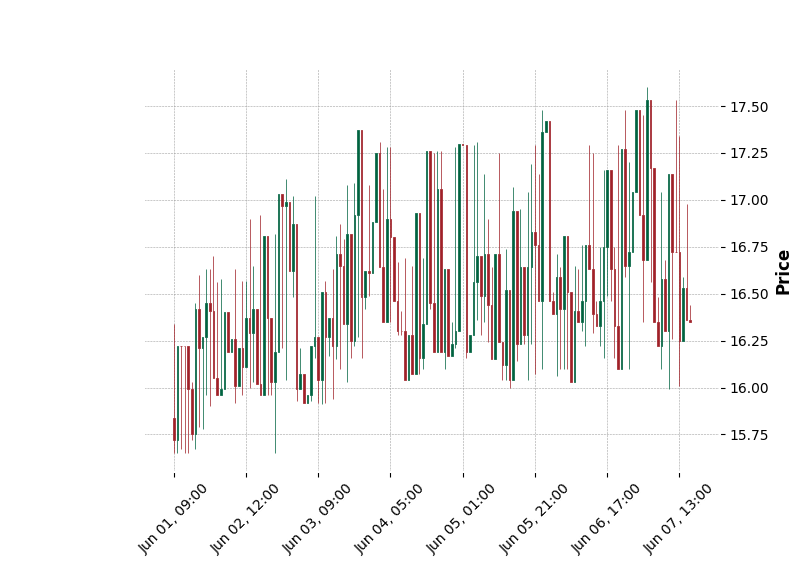 17.50
17.25
17.00
16.75
16.50
16.25
16.00
15.75
Price
Jun 01, 09:00
Jun 02, 12:00
Jun 03, 09:00
Jun 04, 05:00
Jun 05, 01:00
Jun 05, 21:00
Jun 06, 17:00
Jun 07, 13:00